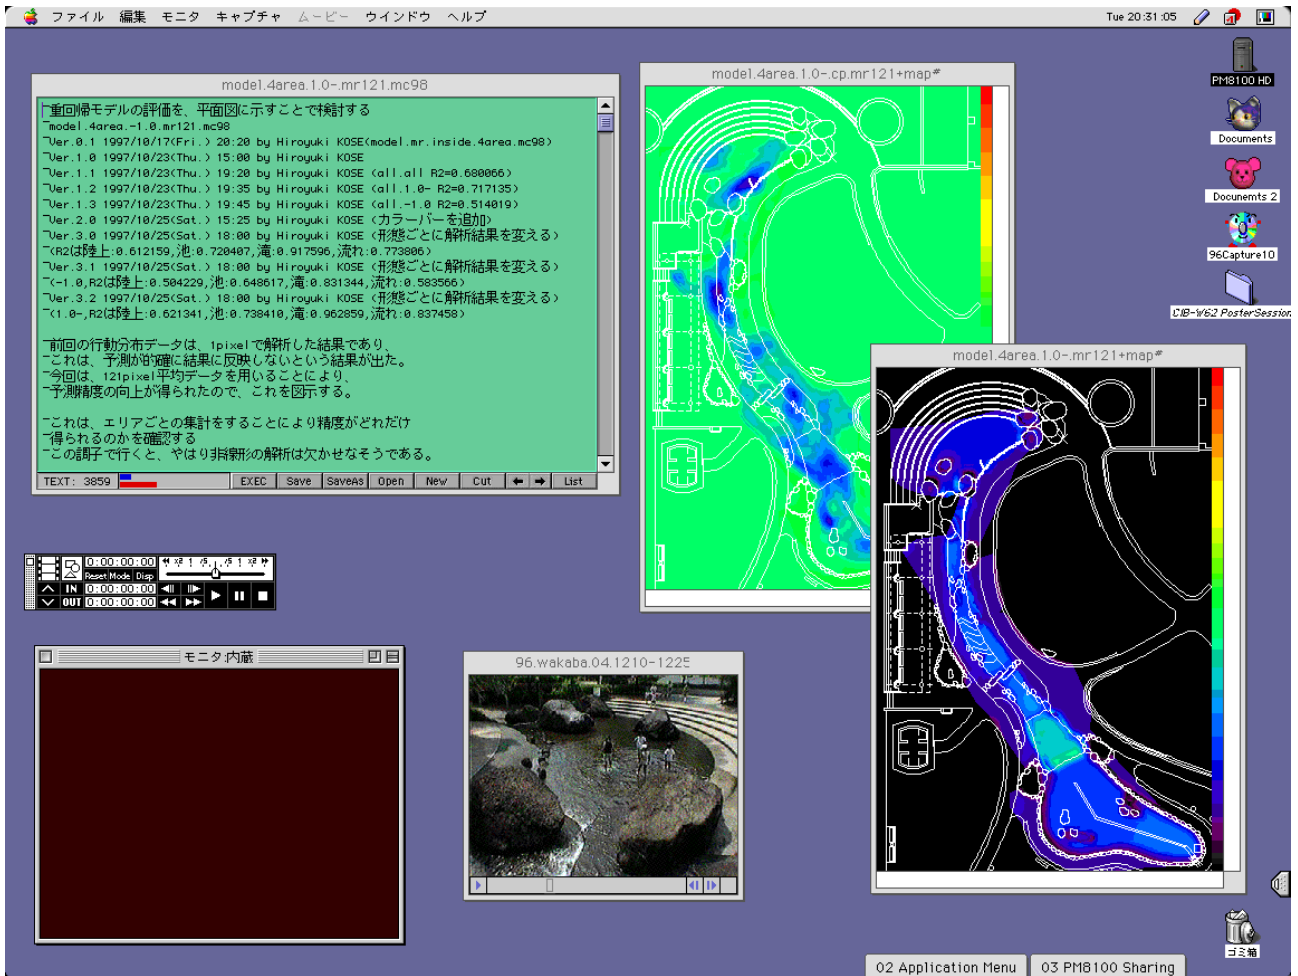 ファイル 編集 モニタ キャプチャ ムービー ウインドウ ヘルプ
Tue 20:31:05
model.4area.1.0-.mr121.mc98
重回帰モデルの評価を、平面図に示すことで検討する
model.4area.-1.0.mr121.mc98
Ver.0.1 1997/10/17(Fri.) 20:20 by Hiroyuki KOSE(model.mr.inside.4area.mc98)
Ver.1.0 1997/10/23(Thu.) 15:00 by Hiroyuki KOSE
Ver.1.1 1997/10/23(Thu.) 19:20 by Hiroyuki KOSE (all.all R2=0.680066)
Ver.1.2 1997/10/23(Thu.) 19:35 by Hiroyuki KOSE (all.1.0- R2=0.717135)
Ver.1.3 1997/10/23(Thu.) 19:45 by Hiroyuki KOSE (all.-1.0 R2=0.514019)
Ver.2.0 1997/10/25(Sat.) 15:25 by Hiroyuki KOSE (カラーバーを追加)
Ver.3.0 1997/10/25(Sat.) 18:00 by Hiroyuki KOSE (形態ごとに解析結果を変える)
(R2は陸上:0.612159,池:0.720407,滝:0.917596,流れ:0.773806)
Ver.3.1 1997/10/25(Sat.) 18:00 by Hiroyuki KOSE (形態ごとに解析結果を変える)
(-1.0,R2は陸上:0.504229,池:0.648617,滝:0.831344,流れ:0.583566)
Ver.3.2 1997/10/25(Sat.) 18:00 by Hiroyuki KOSE (形態ごとに解析結果を変える)
(1.0-,R2は陸上:0.621341,池:0.738410,滝:0.962859,流れ:0.837458)
前回の行動分布データは、1pixelで解析した結果であり、
これは、予測が的確に結果に反映しないという結果が出た。
今回は、121pixel平均データを用いることにより、
予測精度の向上が得られたので、これを図示する。
これは、エリアごとの集計をすることにより精度がどれだけ
得られるのかを確認する
この調子で行くと、やはり非線形の解析は欠かせなそうである。
TEXT: 3859 EXEC Save SaveAs Open New Cut List
model.4area.1.0-.cp.mr121+map#
model.4area.1.0-.mr121+map#
PM8100 HD
Documents
Documents 2
96Capture10
CIB-W62 PosterSession
0:00:00:00
Reset Mode Disp
x2 1 /5 /5 1 x2
IN 0:00:00:00
OUT 0:00:00:00
モニタ:内蔵
96.wakaba.04.1210-1225
ゴミ箱
02 Application Menu
03 PM8100 Sharing